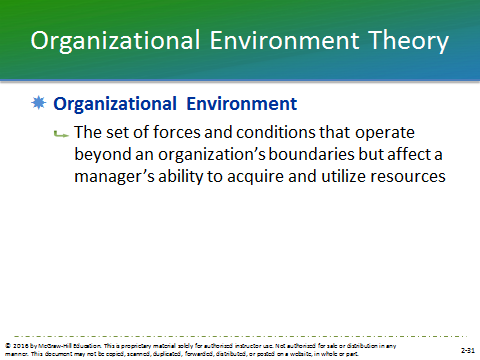 Organizational Environment Theory
Organizational Environment
The set of forces and conditions that operate
beyond an organization's boundaries but affect a
manager's ability to acquire and utilize resources
© 2016 by McGraw-Hill Education. This is proprietary material solely for authorized instructor use. Not authorized for sale or distribution in any
manner. This document may not be copied, scanned, duplicated, forwarded, distributed, or posted on a website, in whole or part.
2-31